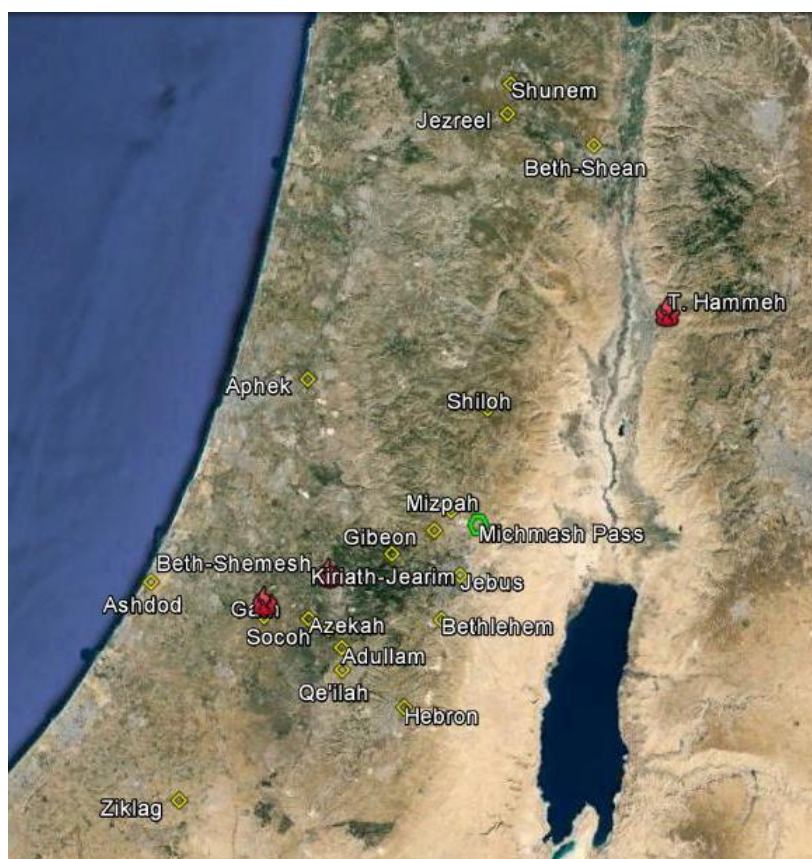 Shunem
Jezreel
Beth-Shean
T. Hammeh
Aphek
Shiloh
Mizpah
Michmash Pass
Gibeon
Beth-Shemesh
Kiriath-Jearim
Jebus
Ashdod
Gath
Azekah
Bethlehem
Socoh
Adullam
Qe'ilah
Hebron
Ziklag